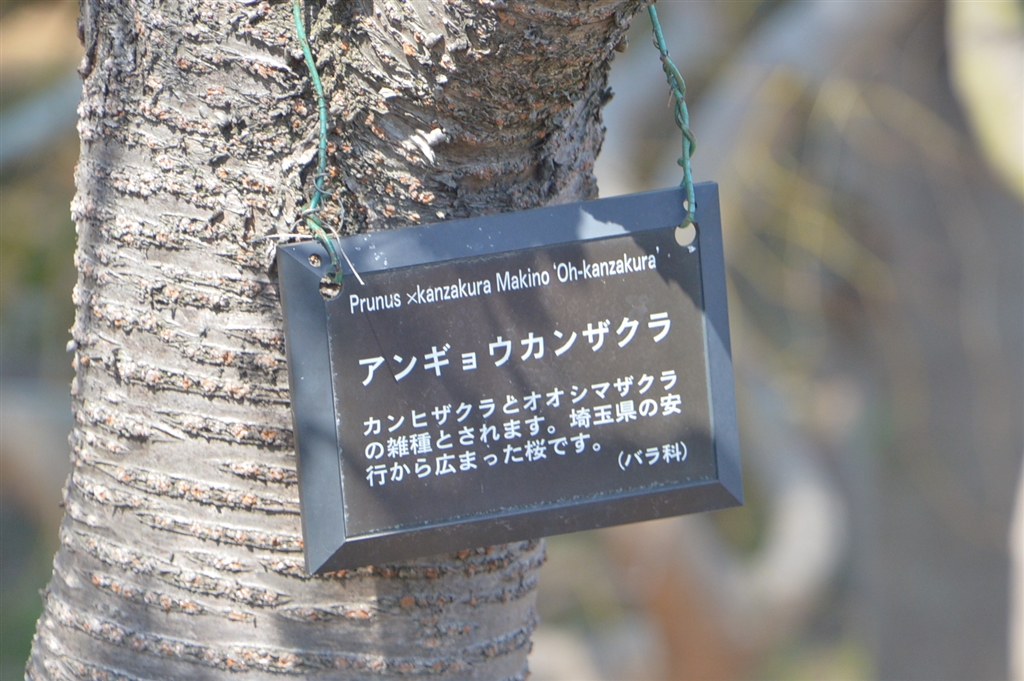 Prunus ×kanzakura Makino 'Oh-kanzakura'
アンギョウカンザクラ
カンヒザクラとオオシマザクラ
の雑種とされます。埼玉県の安
行から広まった桜です。
(バラ科)